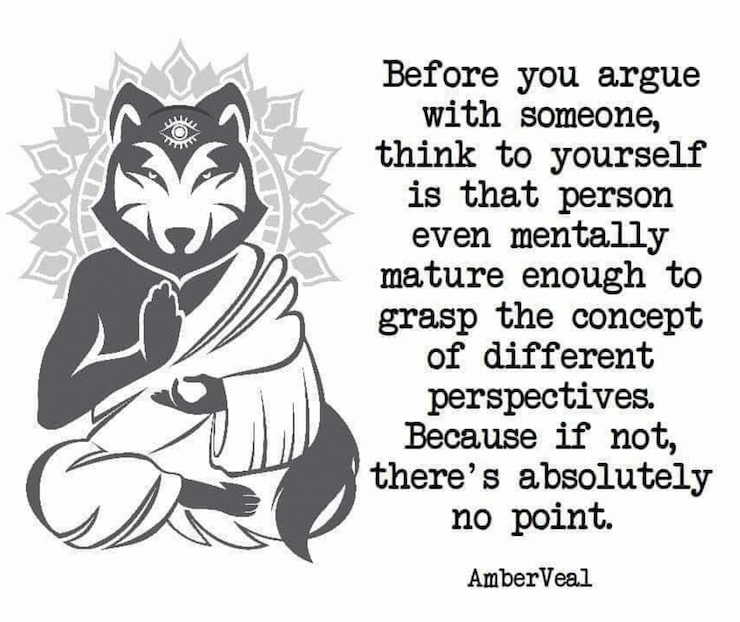 Before you argue
with someone,
think to yourself
is that person
even mentally
mature enough to
grasp the concept
of different
perspectives.
Because if not,
there's absolutely
no point.
AmberVeal